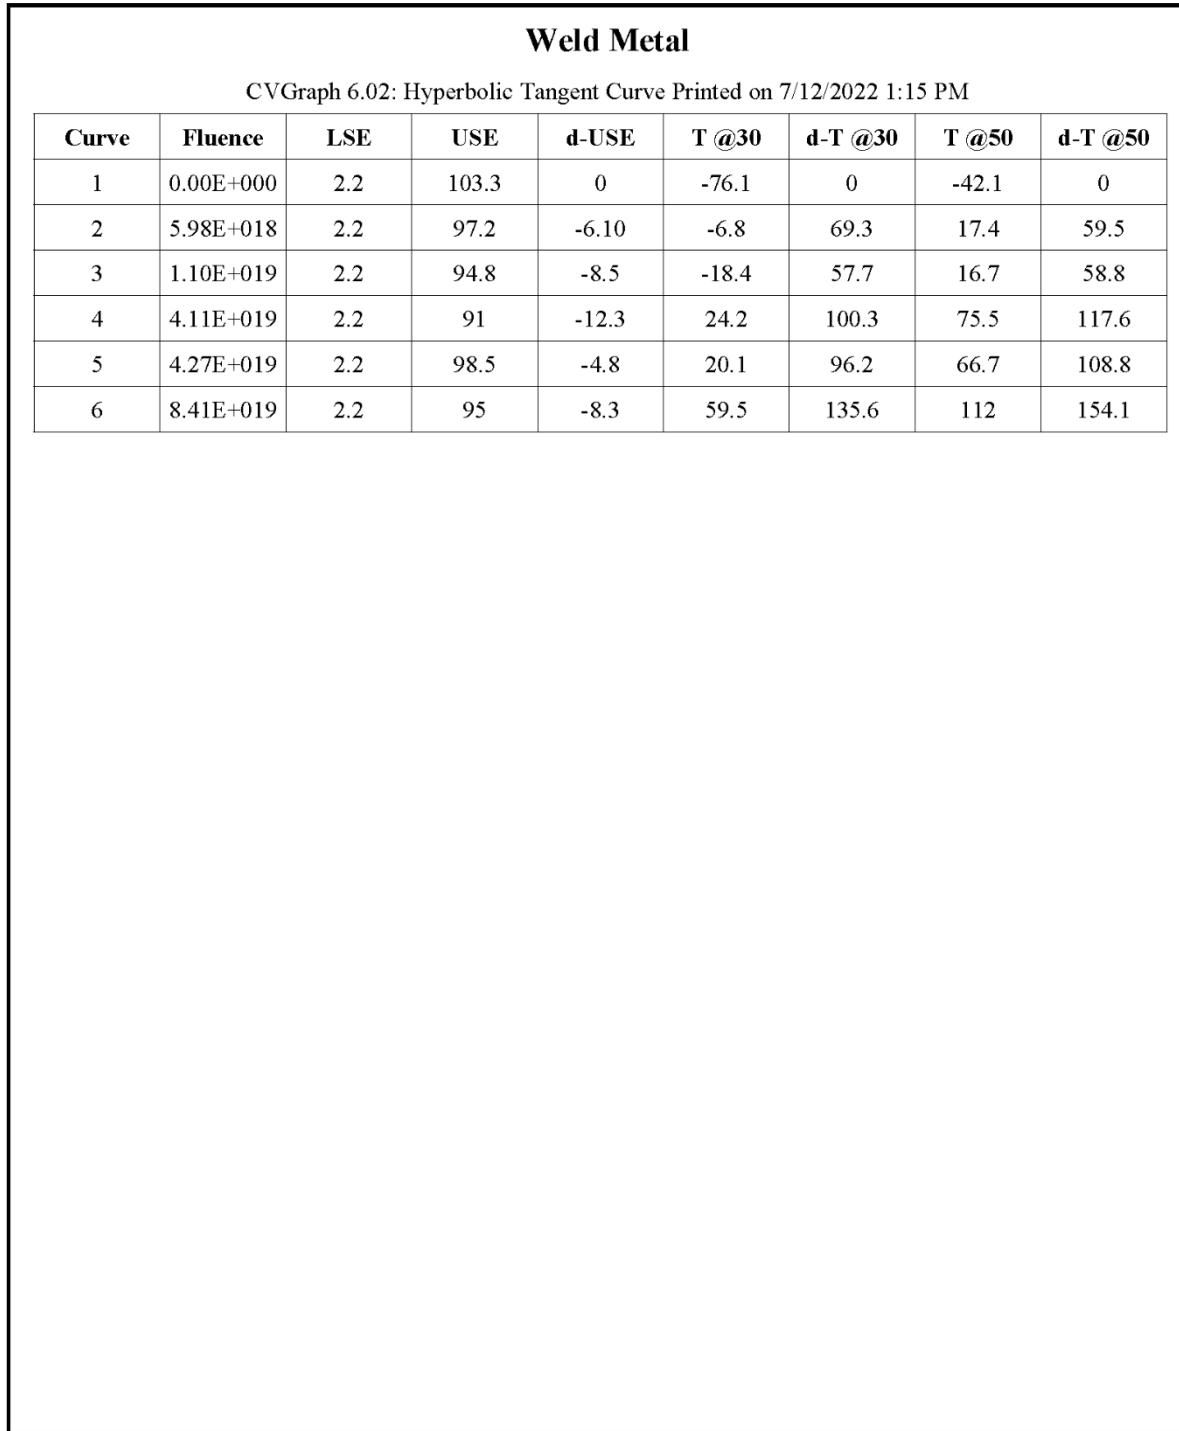 Weld Metal
CVGraph 6.02: Hyperbolic Tangent Curve Printed on 7/12/2022 1:15 PM
Curve Fluence LSE USE d-USE T @30 d-T @30 T @50 d-T @50
1 0.00E+000 2.2 103.3 0 -76.1 0 -42.1 0
2 5.98E+018 2.2 97.2 -6.10 -6.8 69.3 17.4 59.5
3 1.10E+019 2.2 94.8 -8.5 -18.4 57.7 16.7 58.8
4 4.11E+019 2.2 91 -12.3 24.2 100.3 75.5 117.6
5 4.27E+019 2.2 98.5 -4.8 20.1 96.2 66.7 108.8
6 8.41E+019 2.2 95 -8.3 59.5 135.6 112 154.1